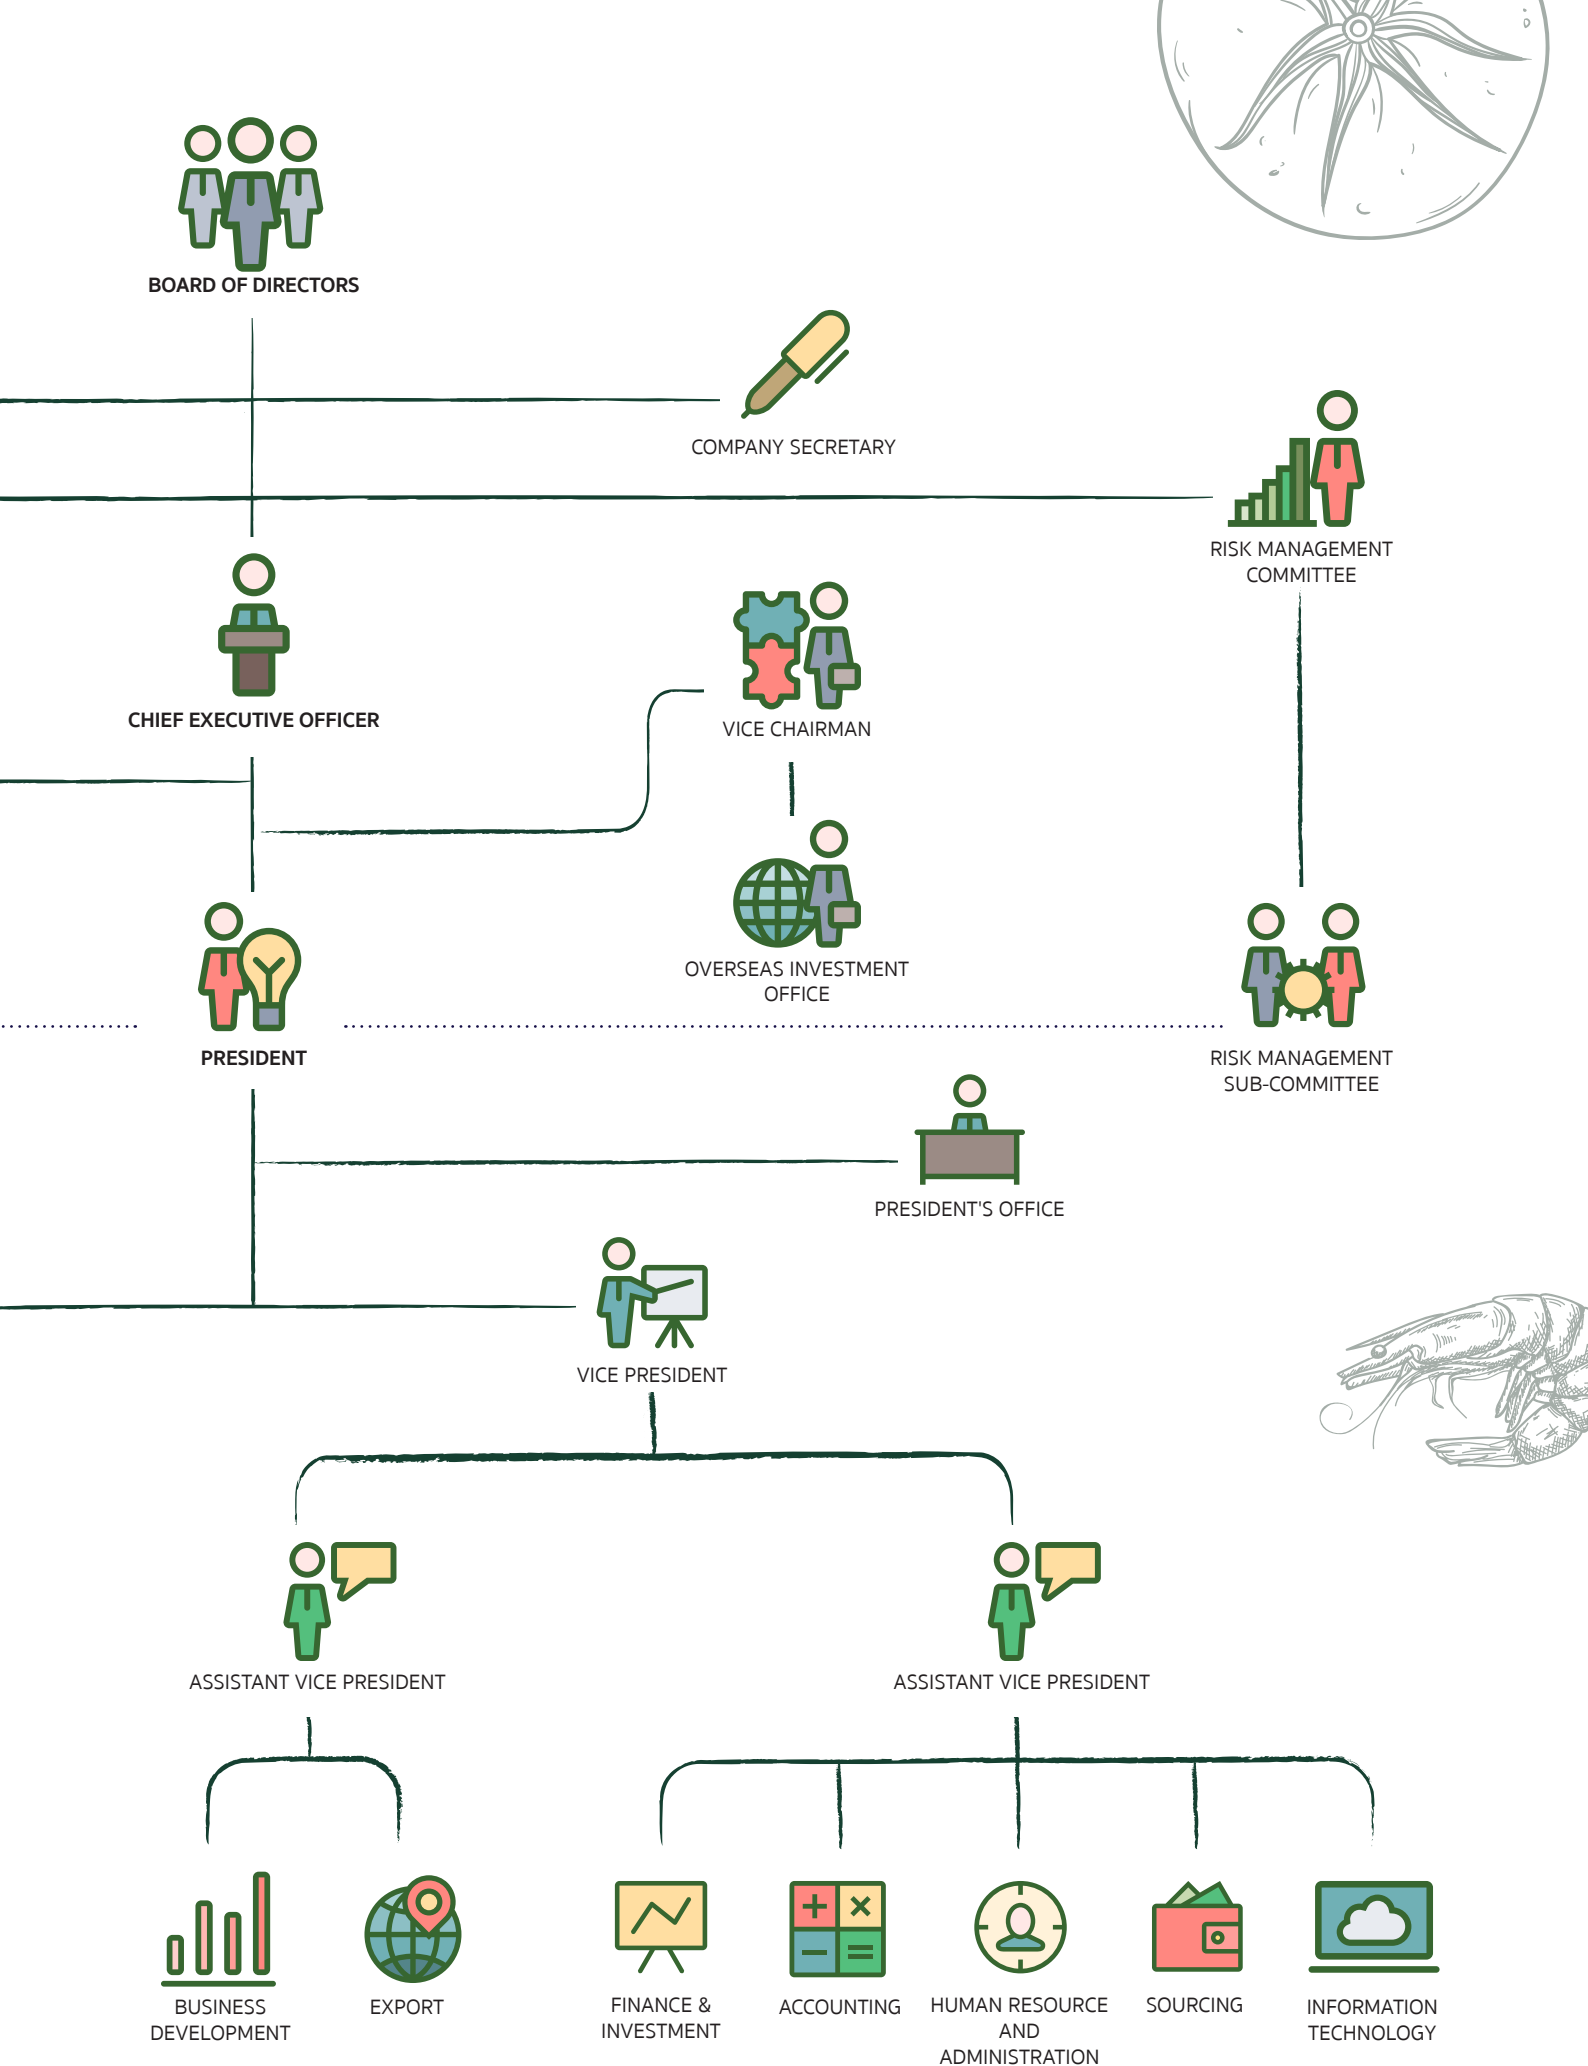 BOARD OF DIRECTORS
COMPANY SECRETARY
RISK MANAGEMENT
COMMITTEE
CHIEF EXECUTIVE OFFICER
VICE CHAIRMAN
OVERSEAS INVESTMENT
OFFICE
PRESIDENT
RISK MANAGEMENT
SUB-COMMITTEE
PRESIDENT'S OFFICE
VICE PRESIDENT
ASSISTANT VICE PRESIDENT
ASSISTANT VICE PRESIDENT
BUSINESS
DEVELOPMENT
EXPORT
FINANCE &
INVESTMENT
ACCOUNTING
HUMAN RESOURCE
AND
ADMINISTRATION
SOURCING
INFORMATION
TECHNOLOGY